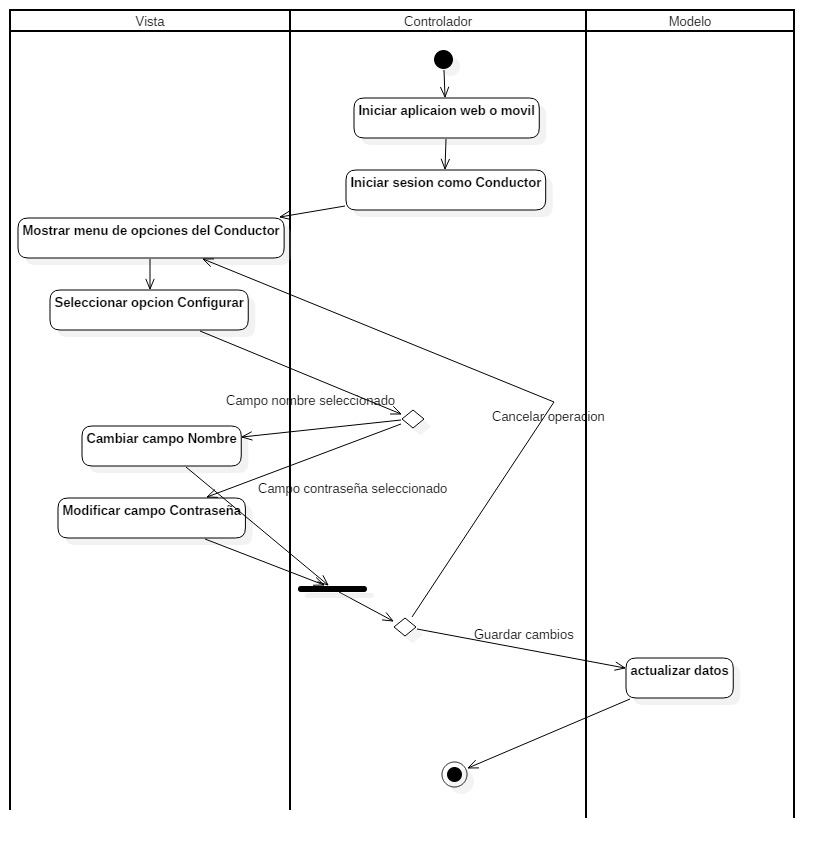 Vista
Controlador
Modelo
Iniciar aplicaion web o movil
Iniciar sesion como Conductor
Mostrar menu de opciones del Conductor
Seleccionar opcion Configurar
Campo nombre seleccionado
Cancelar operacion
Cambiar campo Nombre
Campo contraseña seleccionado
Modificar campo Contraseña
Guardar cambios
actualizar datos